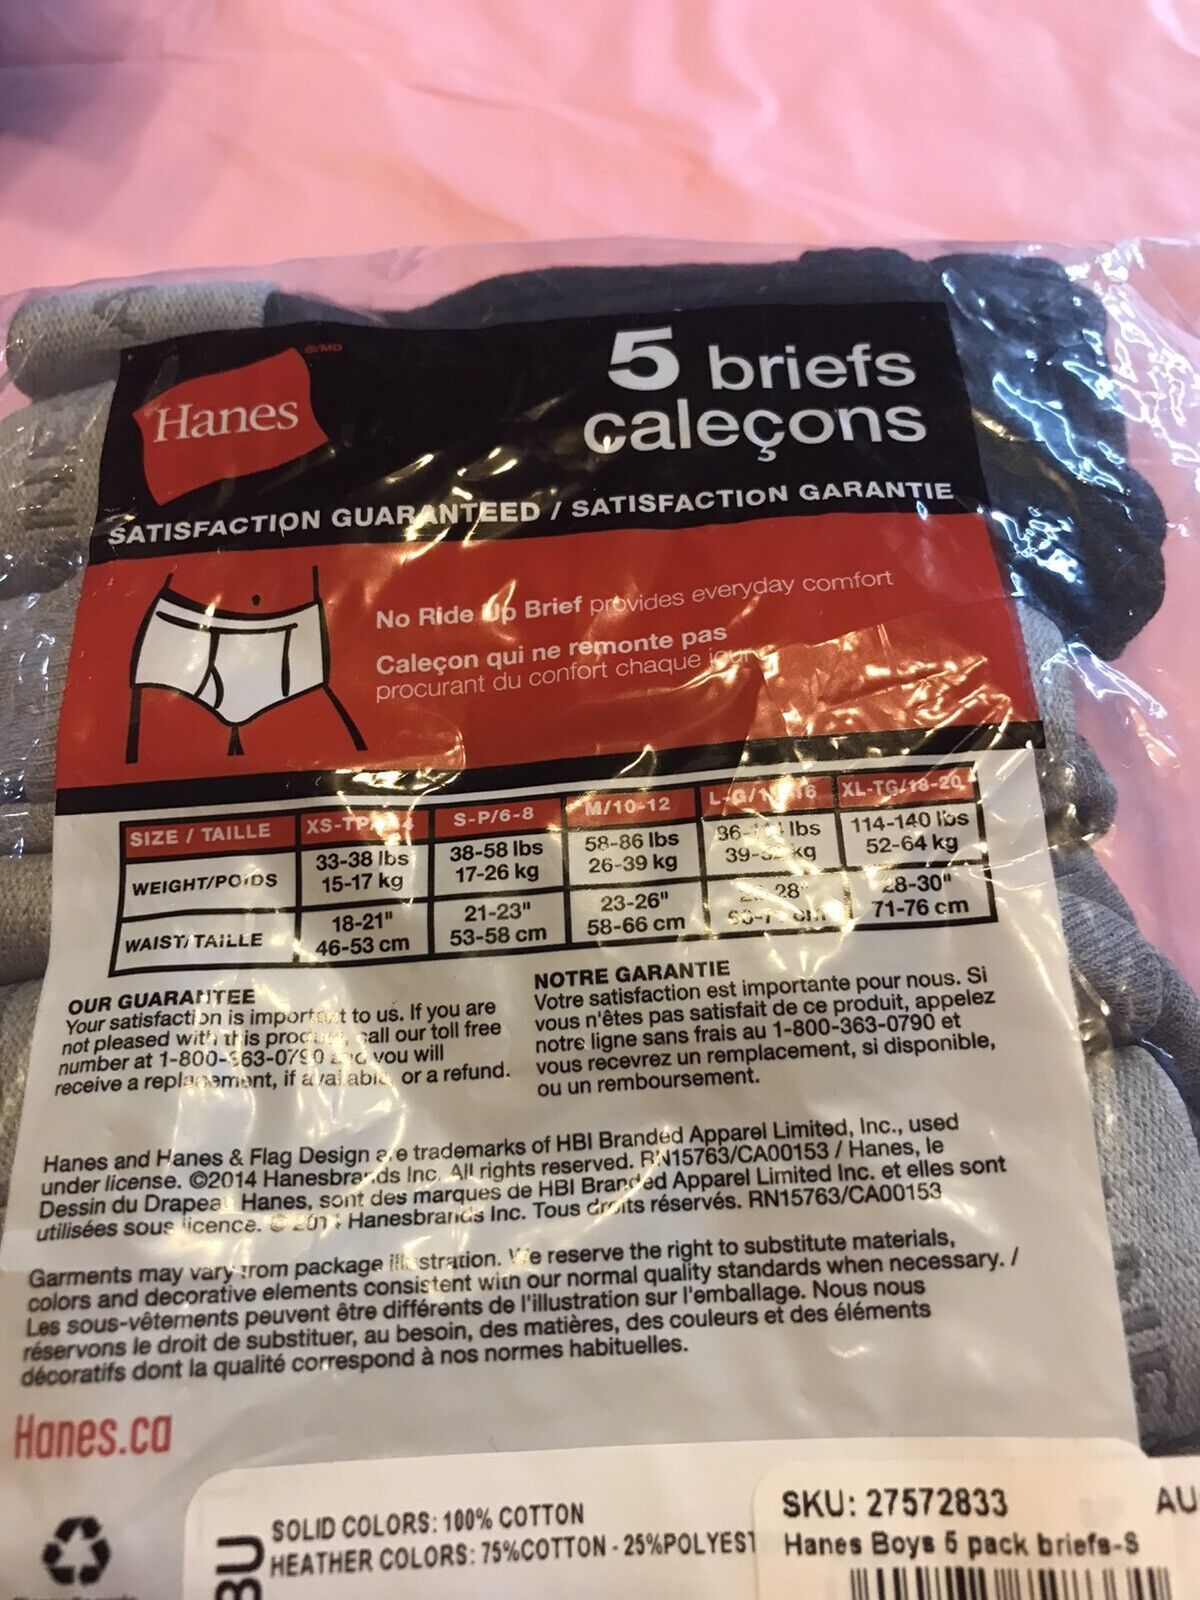 Hanes ®/MD
5 briefs
caleçons
SATISFACTION GUARANTEED / SATISFACTION GARANTIE
No Ride Up Brief provides everyday comfort
Caleçon qui ne remonte pas
procurant du confort chaque jour
SIZE / TAILLE S-P/6-8 M/10-12 XL-TG/18-20
WEIGHT/POIDS 33-38 lbs 38-58 lbs 58-86 lbs lbs 114-140 lbs
15-17 kg 17-26 kg 26-39 kg kg 52-64 kg
WAIST/TAILLE 18-21" 21-23" 23-26" 28" 28-30"
46-53 cm 53-58 cm 58-66 cm cm 71-76 cm
OUR GUARANTEE
Your satisfaction is important to us. If you are
not pleased with this product, call our toll free
number at 1-800-363-0790 and you will
receive a replacement, if available, or a refund.
NOTRE GARANTIE
Votre satisfaction est importante pour nous. Si
vous n'êtes pas satisfait de ce produit, appelez
notre ligne sans frais au 1-800-363-0790 et
vous recevrez un remplacement, si disponible,
ou un remboursement.
Hanes and Hanes & Flag Design are trademarks of HBI Branded Apparel Limited, Inc., used
under license. ©2014 Hanesbrands Inc. All rights reserved. RN15763/CA00153 / Hanes, le
Dessin du Drapeau Hanes, sont des marques de HBI Branded Apparel Limited Inc. et elles sont
utilisées sous licence. © 2014 Hanesbrands Inc. Tous droits réservés. RN15763/CA00153
Garments may vary from package illustration. We reserve the right to substitute materials,
colors and decorative elements consistent with our normal quality standards when necessary. /
Les sous-vêtements peuvent être différents de l'illustration sur l'emballage. Nous nous
réservons le droit de substituer, au besoin, des matières, des couleurs et des éléments
décoratifs dont la qualité correspond à nos normes habituelles.
Hanes.ca
SOLID COLORS: 100% COTTON
HEATHER COLORS: 75%COTTON - 25%POLYEST
SKU: 27572833 AU
Hanes Boys 5 pack briefs-S